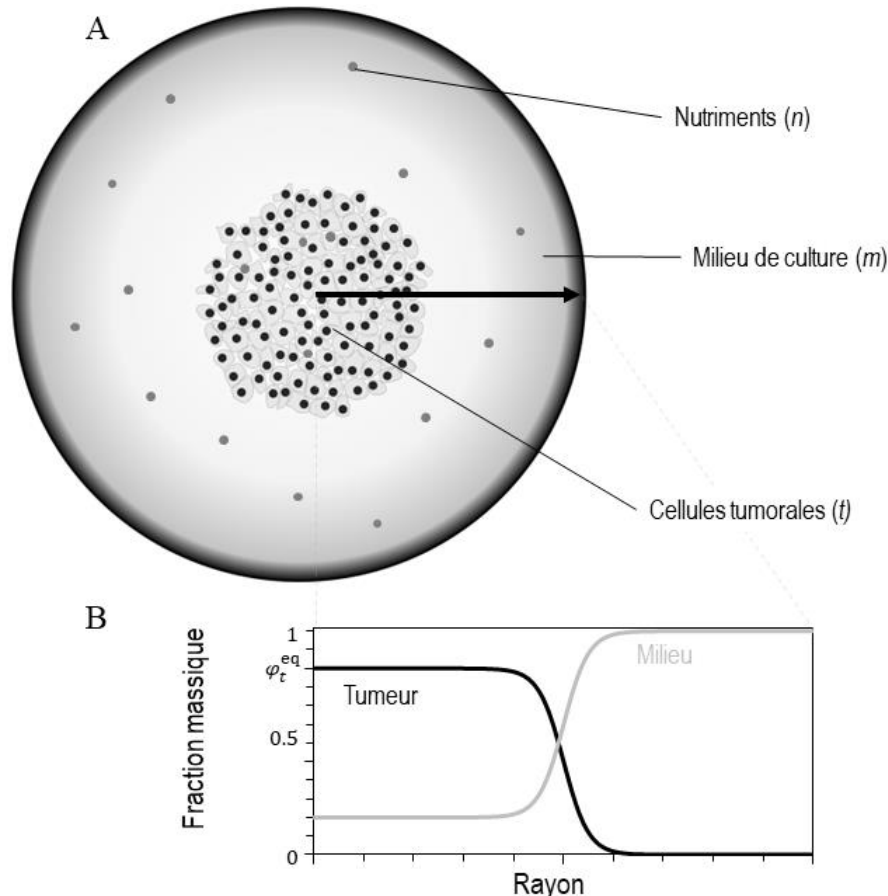 A
Nutriments (n)
Milieu de culture (m)
Cellules tumorales (t)
B
Fraction massique
1
φ_t^eq
0.5
0
Milieu
Tumeur
Rayon